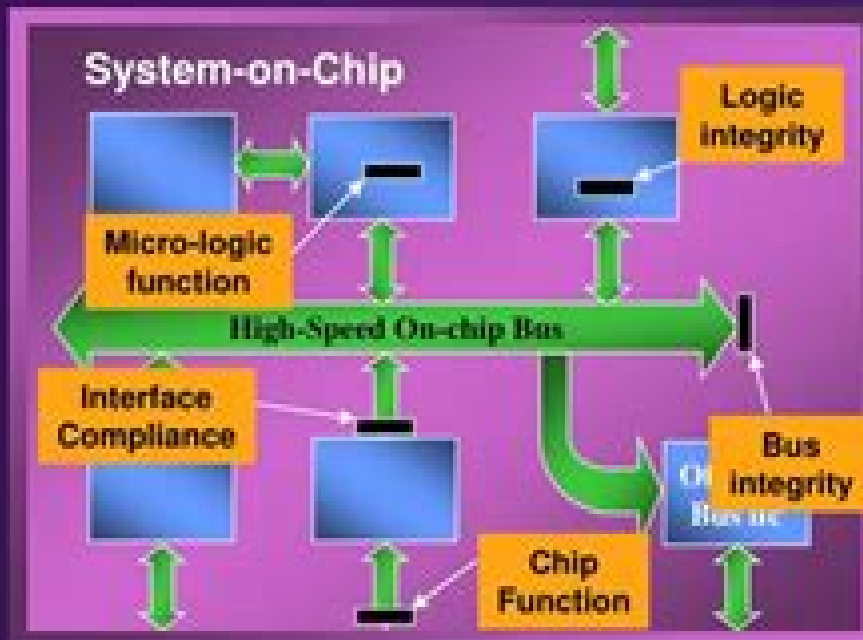 System-on-Chip
Logic
integrity
Micro-logic
function
High-Speed On-chip Bus
Interface
Compliance
Bus
integrity
Chip
Function